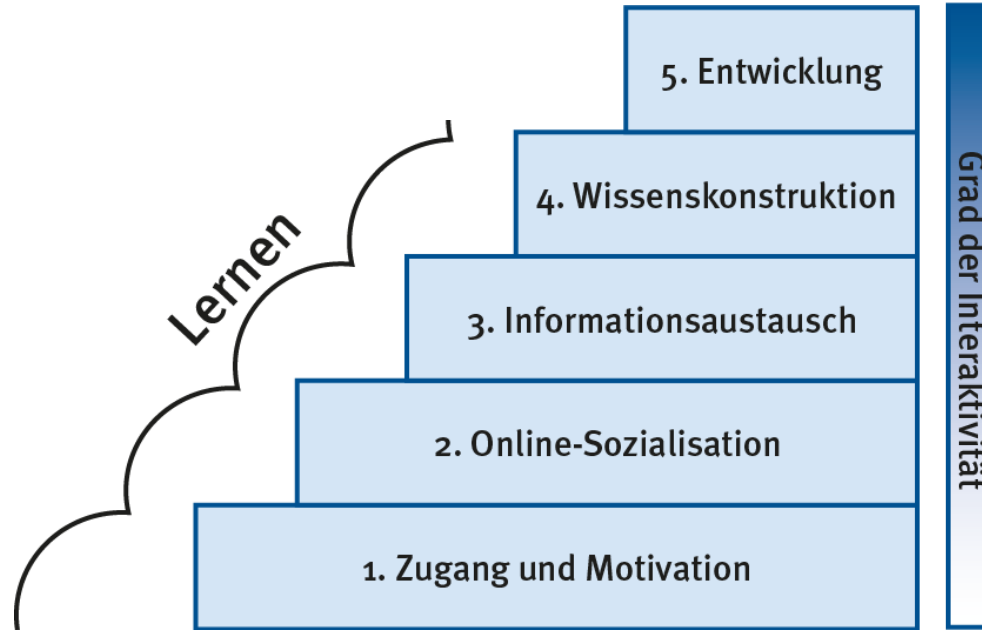 5. Entwicklung
4. Wissenskonstruktion
3. Informationsaustausch
2. Online-Sozialisation
1. Zugang und Motivation
Lernen
Grad der Interaktivität